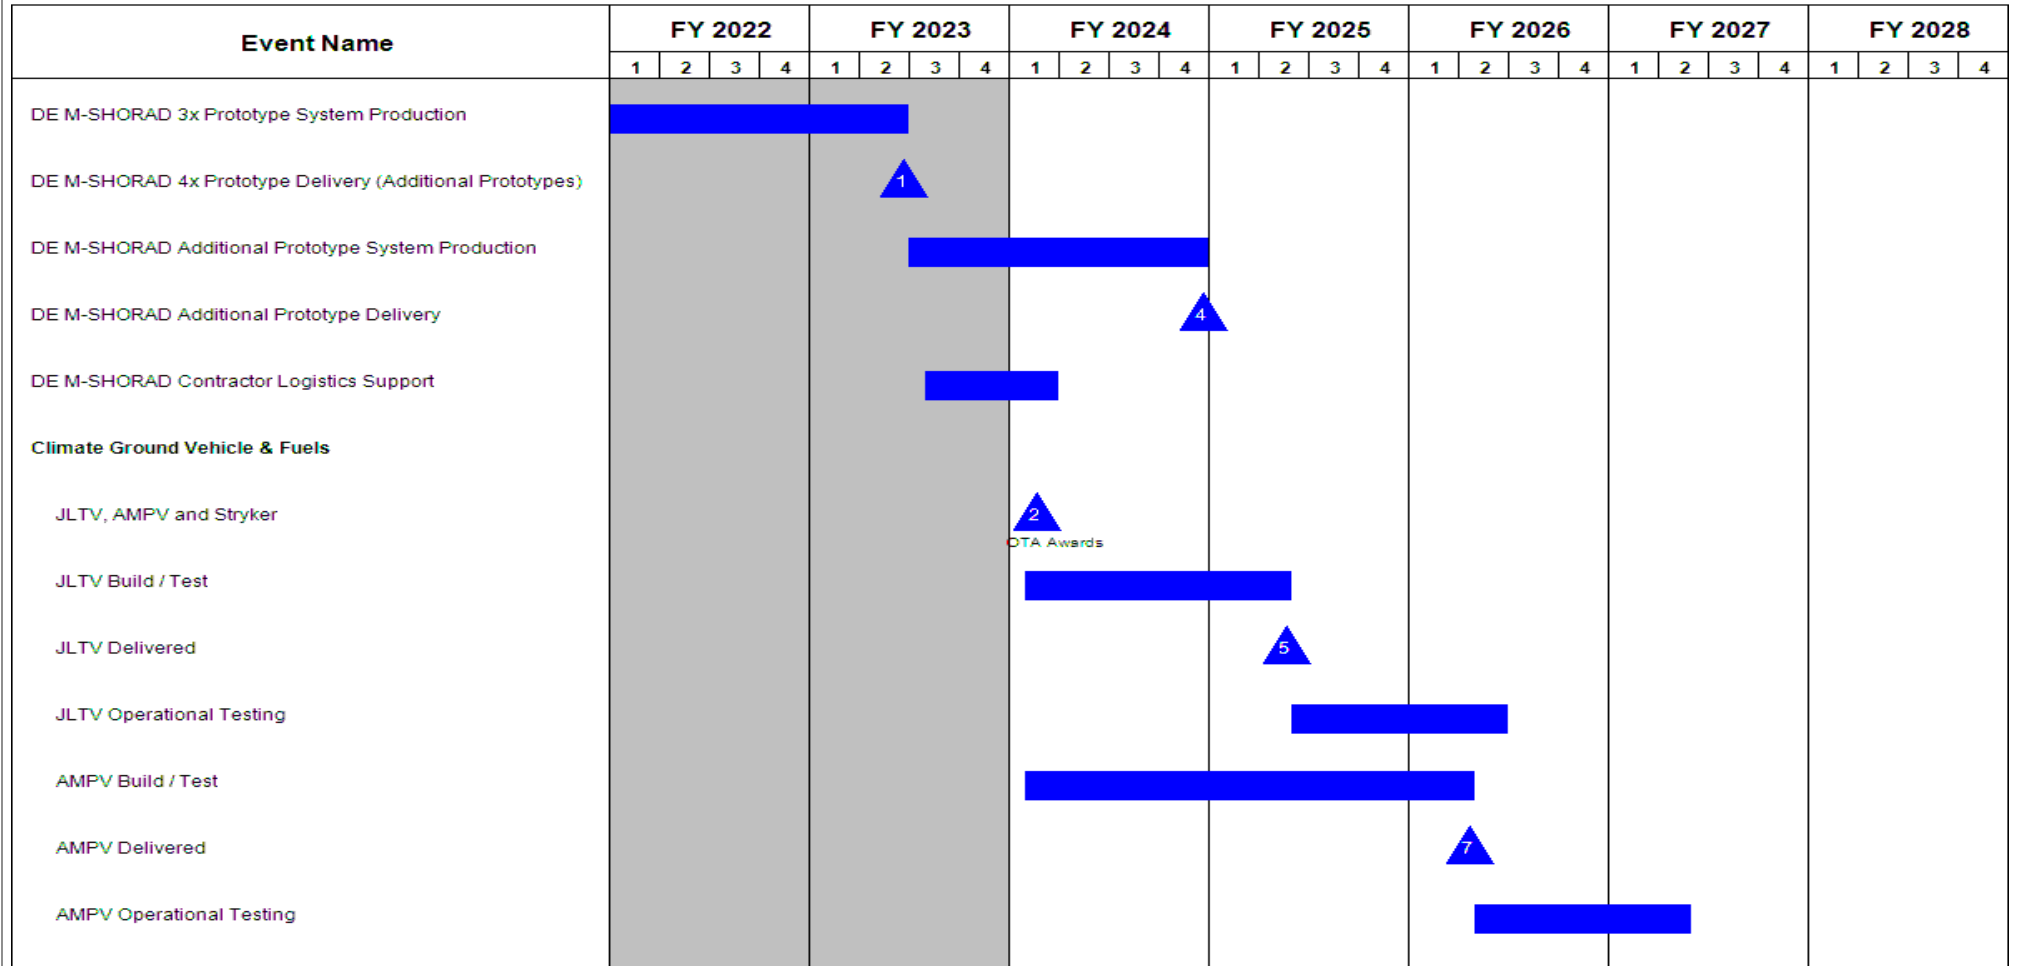 Event Name
FY 2022 FY 2023 FY 2024 FY 2025 FY 2026 FY 2027 FY 2028
1 2 3 4 1 2 3 4 1 2 3 4 1 2 3 4 1 2 3 4 1 2 3 4 1 2 3 4
DE M-SHORAD 3x Prototype System Production
DE M-SHORAD 4x Prototype Delivery (Additional Prototypes) 1
DE M-SHORAD Additional Prototype System Production
DE M-SHORAD Additional Prototype Delivery 4
DE M-SHORAD Contractor Logistics Support
Climate Ground Vehicle & Fuels
JLTV, AMPV and Stryker 2
OTA Awards
JLTV Build / Test
JLTV Delivered 5
JLTV Operational Testing
AMPV Build / Test
AMPV Delivered 7
AMPV Operational Testing